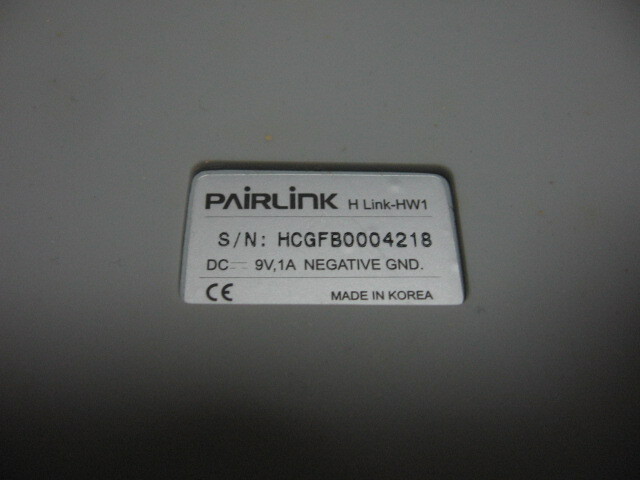 PAIRLINK H Link-HW1
S/N: HCGFB0004218
DC⎓ 9V,1A NEGATIVE GND.
CE MADE IN KOREA